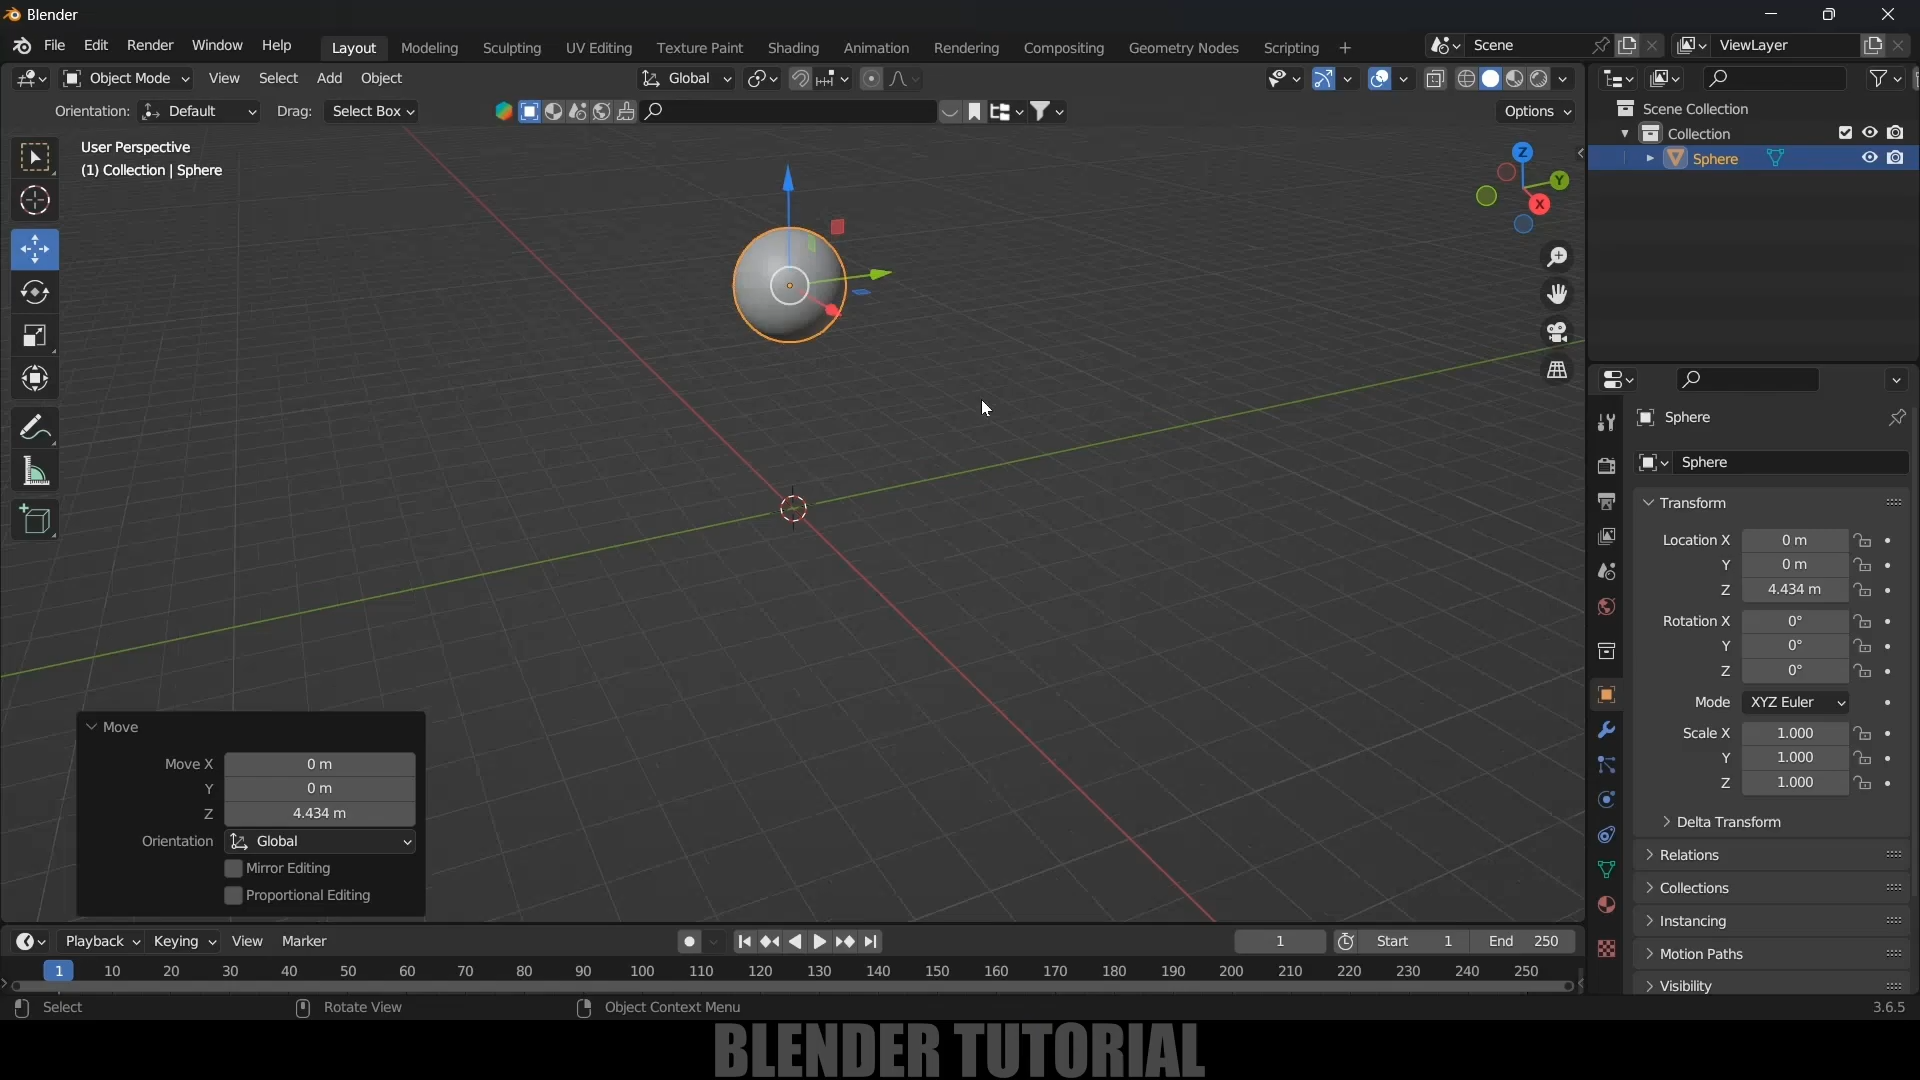 Blender
File Edit Render Window Help Layout Modeling Sculpting UV Editing Texture Paint Shading Animation Rendering Compositing Geometry Nodes Scripting + Scene ViewLayer
Object Mode View Select Add Object Global
Orientation: Default Drag: Select Box Options
User Perspective
(1) Collection | Sphere
Z
Y
X
Scene Collection
Collection
Sphere
Sphere
Sphere
Transform
Location X 0 m
Y 0 m
Z 4.434 m
Rotation X 0°
Y 0°
Z 0°
Mode XYZ Euler
Scale X 1.000
Y 1.000
Z 1.000
Delta Transform
Relations
Collections
Instancing
Motion Paths
Visibility
Move
Move X 0 m
Y 0 m
Z 4.434 m
Orientation Global
Mirror Editing
Proportional Editing
Playback Keying View Marker 1 Start 1 End 250
1 10 20 30 40 50 60 70 80 90 100 110 120 130 140 150 160 170 180 190 200 210 220 230 240 250
Select Rotate View Object Context Menu 3.6.5
BLENDER TUTORIAL